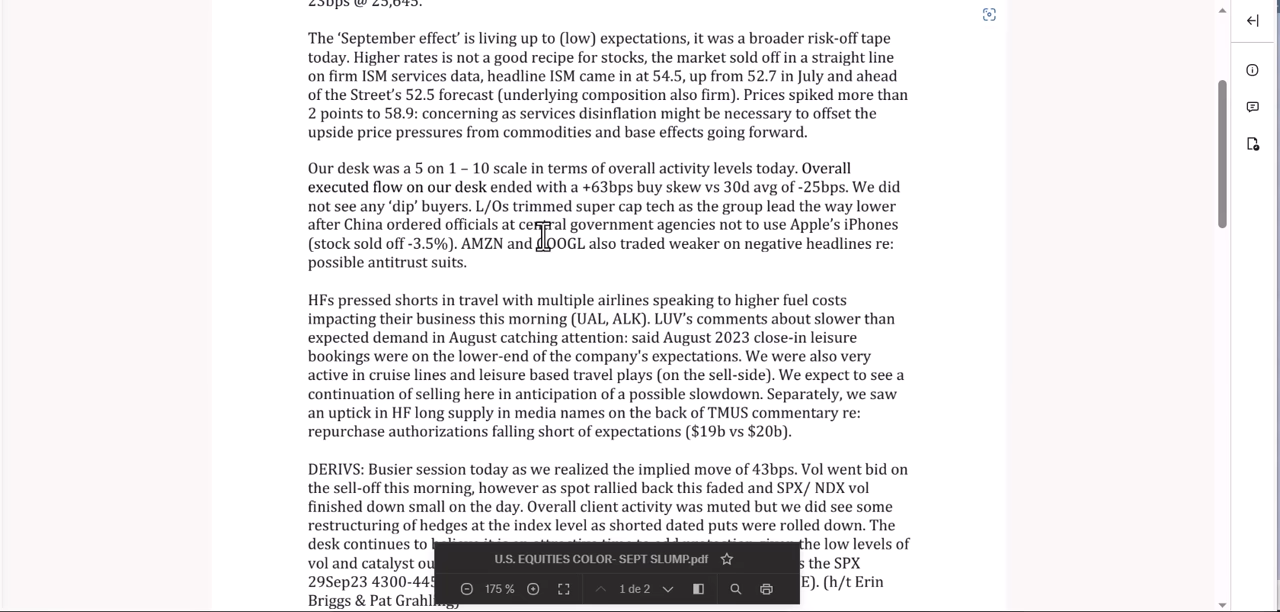 23bps @ 25,645.
The ‘September effect’ is living up to (low) expectations, it was a broader risk-off tape
today. Higher rates is not a good recipe for stocks, the market sold off in a straight line
on firm ISM services data, headline ISM came in at 54.5, up from 52.7 in July and ahead
of the Street’s 52.5 forecast (underlying composition also firm). Prices spiked more than
2 points to 58.9: concerning as services disinflation might be necessary to offset the
upside price pressures from commodities and base effects going forward.
Our desk was a 5 on 1 – 10 scale in terms of overall activity levels today. Overall
executed flow on our desk ended with a +63bps buy skew vs 30d avg of -25bps. We did
not see any ‘dip’ buyers. L/Os trimmed super cap tech as the group lead the way lower
after China ordered officials at central government agencies not to use Apple’s iPhones
(stock sold off -3.5%). AMZN and GOOGL also traded weaker on negative headlines re:
possible antitrust suits.
HFs pressed shorts in travel with multiple airlines speaking to higher fuel costs
impacting their business this morning (UAL, ALK). LUV’s comments about slower than
expected demand in August catching attention: said August 2023 close-in leisure
bookings were on the lower-end of the company's expectations. We were also very
active in cruise lines and leisure based travel plays (on the sell-side). We expect to see a
continuation of selling here in anticipation of a possible slowdown. Separately, we saw
an uptick in HF long supply in media names on the back of TMUS commentary re:
repurchase authorizations falling short of expectations ($19b vs $20b).
DERIVS: Busier session today as we realized the implied move of 43bps. Vol went bid on
the sell-off this morning, however as spot rallied back this faded and SPX/ NDX vol
finished down small on the day. Overall client activity was muted but we did see some
restructuring of hedges at the index level as shorted dated puts were rolled down. The
desk continues to the low levels of
vol and catalyst the SPX
29Sep23 4300- (h/t Erin
Briggs & Pat
U.S. EQUITIES COLOR- SEPT SLUMP.pdf
175 % 1 de 2